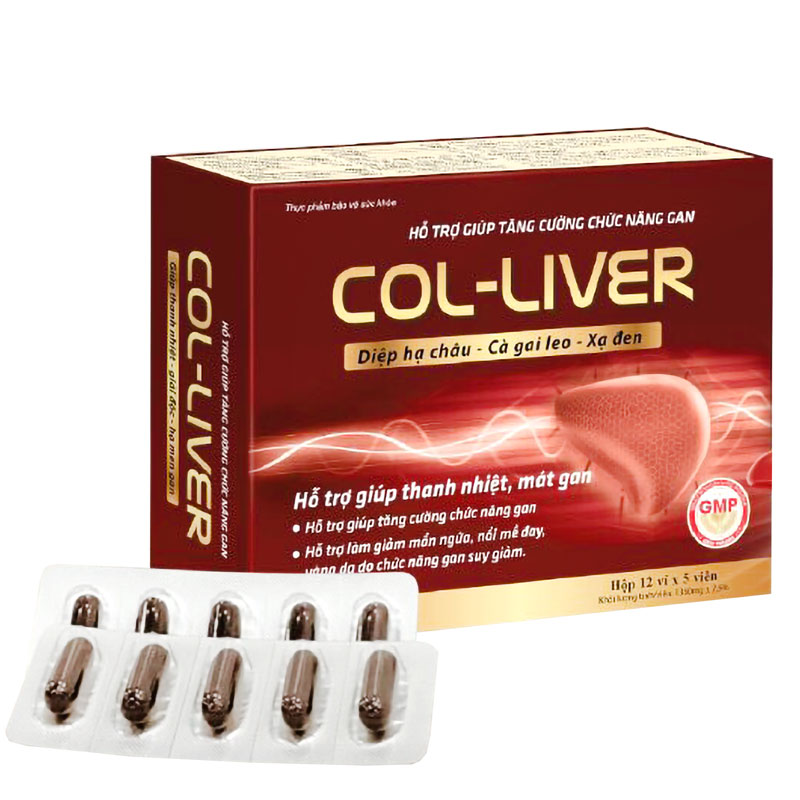 Thực phẩm bảo vệ sức khỏe
HỖ TRỢ GIÚP TĂNG CƯỜNG CHỨC NĂNG GAN
COL-LIVER
Diệp hạ châu - Cà gai leo - Xạ đen
Hỗ trợ giúp thanh nhiệt, mát gan
• Hỗ trợ giúp tăng cường chức năng gan
• Hỗ trợ làm giảm mẩn ngứa, nổi mề đay,
vàng da do chức năng gan suy giảm.
GMP
Hộp 12 vỉ x 5 viên
HỖ TRỢ GIÚP TĂNG CƯỜNG CHỨC NĂNG GAN
COL-LIVER
Giúp thanh nhiệt - giải độc - hạ men gan